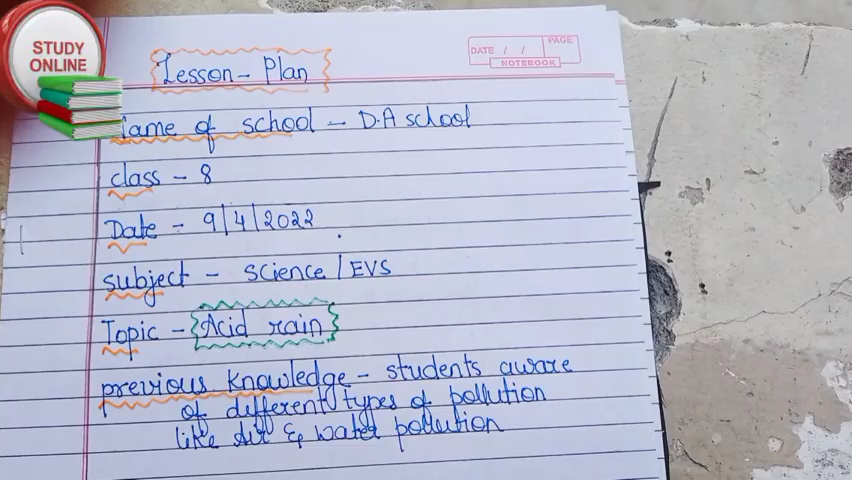 STUDY
ONLINE
DATE / / PAGE
NOTEBOOK
Lesson - Plan
Name of school - D.A school
class - 8
Date - 9/4/2022
subject - science / EVS
Topic - Acid rain
previous knowledge - students aware
of different types of pollution
like Air & water pollution